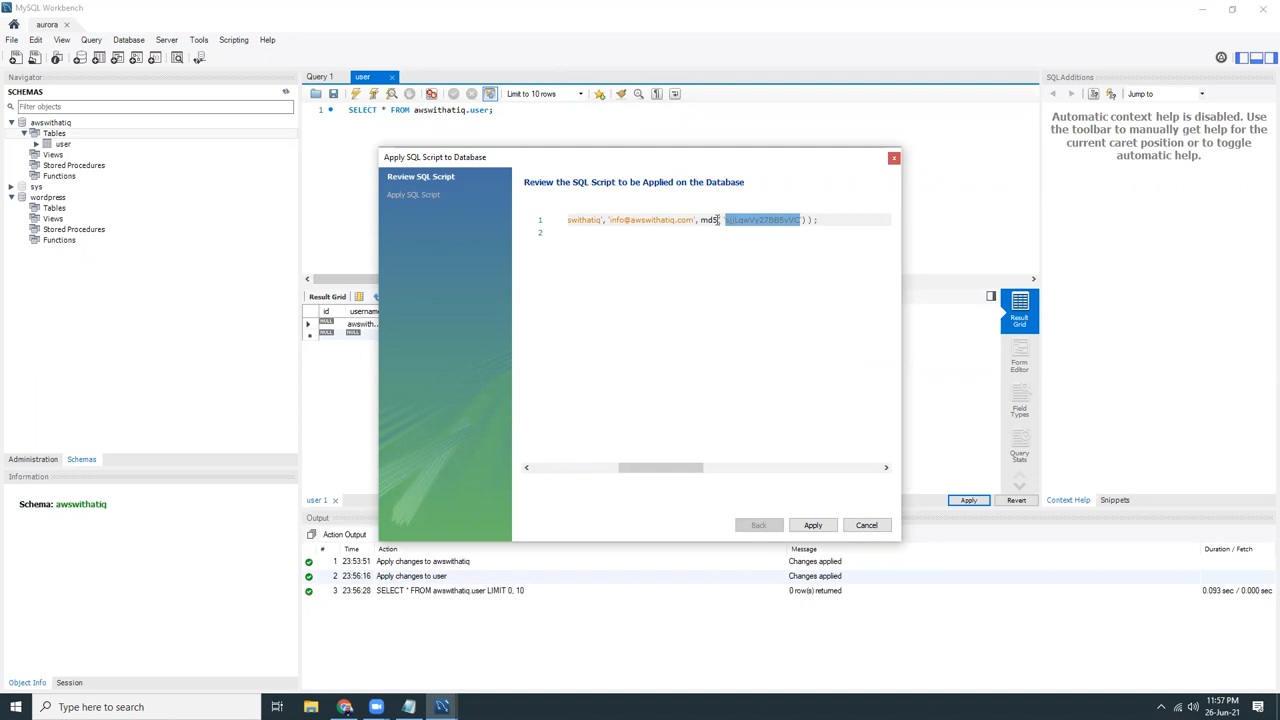 MySQL Workbench
aurora
File Edit View Query Database Server Tools Scripting Help
Navigator
SCHEMAS
Filter objects
awswithatiq
Tables
user
Views
Stored Procedures
Functions
sys
wordpress
Tables
Views
Stored Procedures
Functions
Administration Schemas
Information
Schema: awswithatiq
Object Info Session
Query 1 user
Limit to 10 rows
1 SELECT * FROM awswithatiq.user;
Apply SQL Script to Database
Review SQL Script
Apply SQL Script
Review the SQL Script to be Applied on the Database
1 swithatiq', 'info@awswithatiq.com', md5
2
Back Apply Cancel
Result Grid
id username
NULL awswith...
NULL NULL
user 1
Apply Revert
Result Grid
Form Editor
Field Types
Query Stats
SQL Additions
Jump to
Automatic context help is disabled. Use the toolbar to manually get help for the current caret position or to toggle automatic help.
Context Help Snippets
Output
Action Output
# Time Action Message Duration / Fetch
1 23:53:51 Apply changes to awswithatiq Changes applied
2 23:56:16 Apply changes to user Changes applied
3 23:56:28 SELECT * FROM awswithatiq.user LIMIT 0, 10 0 row(s) returned 0.093 sec / 0.000 sec
Type here to search
11:57 PM
26-Jun-21